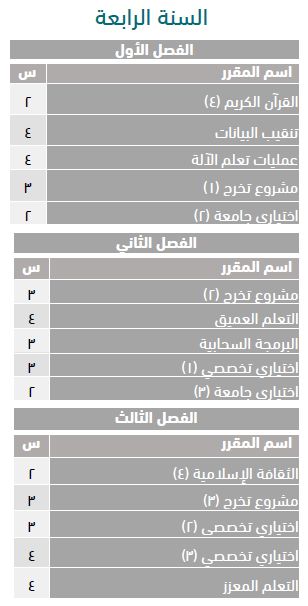 السنة الرابعة
الفصل الأول
اسم المقرر س
القرآن الكريم (٤) ٢
تنقيب البيانات ٤
عمليات تعلم الآلة ٤
مشروع تخرج (١) ٣
اختياري جامعة (٢) ٢
الفصل الثاني
اسم المقرر س
مشروع تخرج (٢) ٣
التعلم العميق ٤
البرمجة السحابية ٣
اختياري تخصصي (١) ٣
اختياري جامعة (٣) ٢
الفصل الثالث
اسم المقرر س
الثقافة الإسلامية (٤) ٢
مشروع تخرج (٣) ٣
اختياري تخصصي (٢) ٣
اختياري تخصصي (٣) ٤
التعلم المعزز ٤